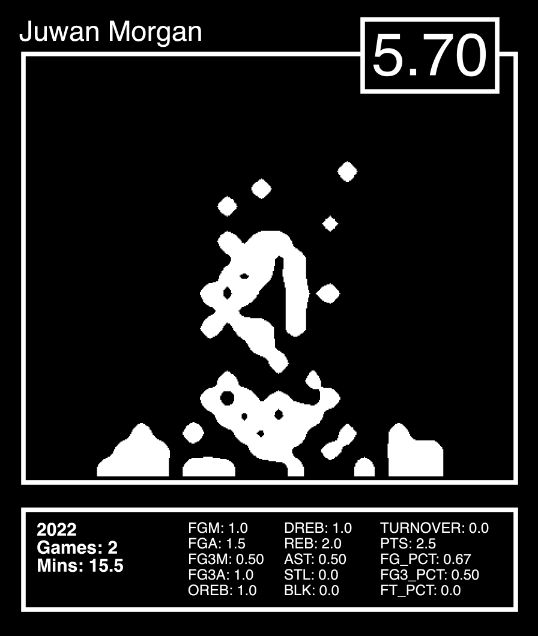 Juwan Morgan
5.70
2022
Games: 2
Mins: 15.5
FGM: 1.0
FGA: 1.5
FG3M: 0.50
FG3A: 1.0
OREB: 1.0
DREB: 1.0
REB: 2.0
AST: 0.50
STL: 0.0
BLK: 0.0
TURNOVER: 0.0
PTS: 2.5
FG_PCT: 0.67
FG3_PCT: 0.50
FT_PCT: 0.0